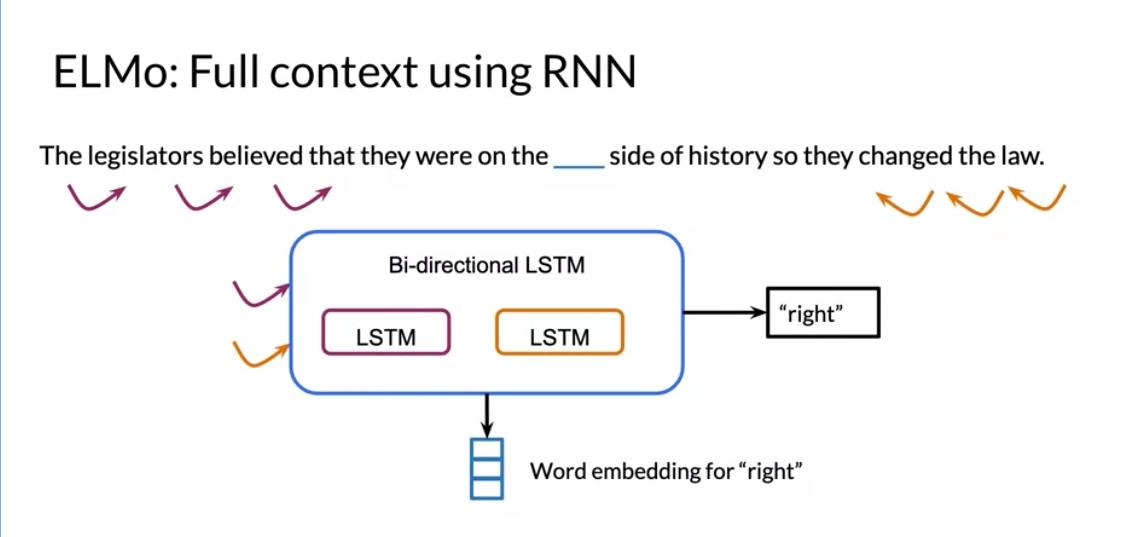 ELMo: Full context using RNN
The legislators believed that they were on the ____ side of history so they changed the law.
Bi-directional LSTM
LSTM
LSTM
“right”
Word embedding for “right”